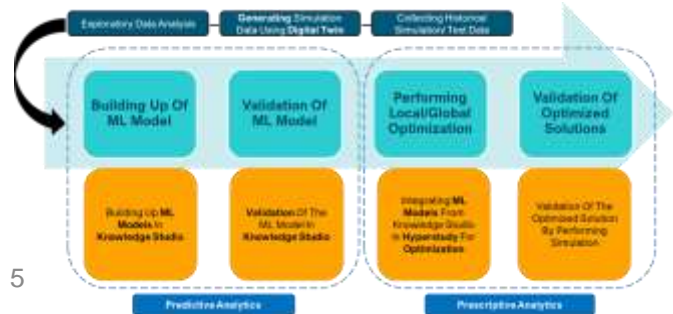 Exploratory Data Analysis
Generating Simulation
Data Using Digital Twin
Collecting Historical
Simulation/ Test Data
Building Up Of
ML Model
Validation Of
ML Model
Performing
Local/Global
Optimization
Validation Of
Optimized
Solutions
Building Up ML
Models In
Knowledge Studio
Validation Of The
ML Model In
Knowledge Studio
Integrating ML
Models From
Knowledge Studio
In Hyperstudy For
Optimization
Validation Of The
Optimized Solution
By Performing
Simulation
5
Predictive Analytics
Prescriptive Analytics